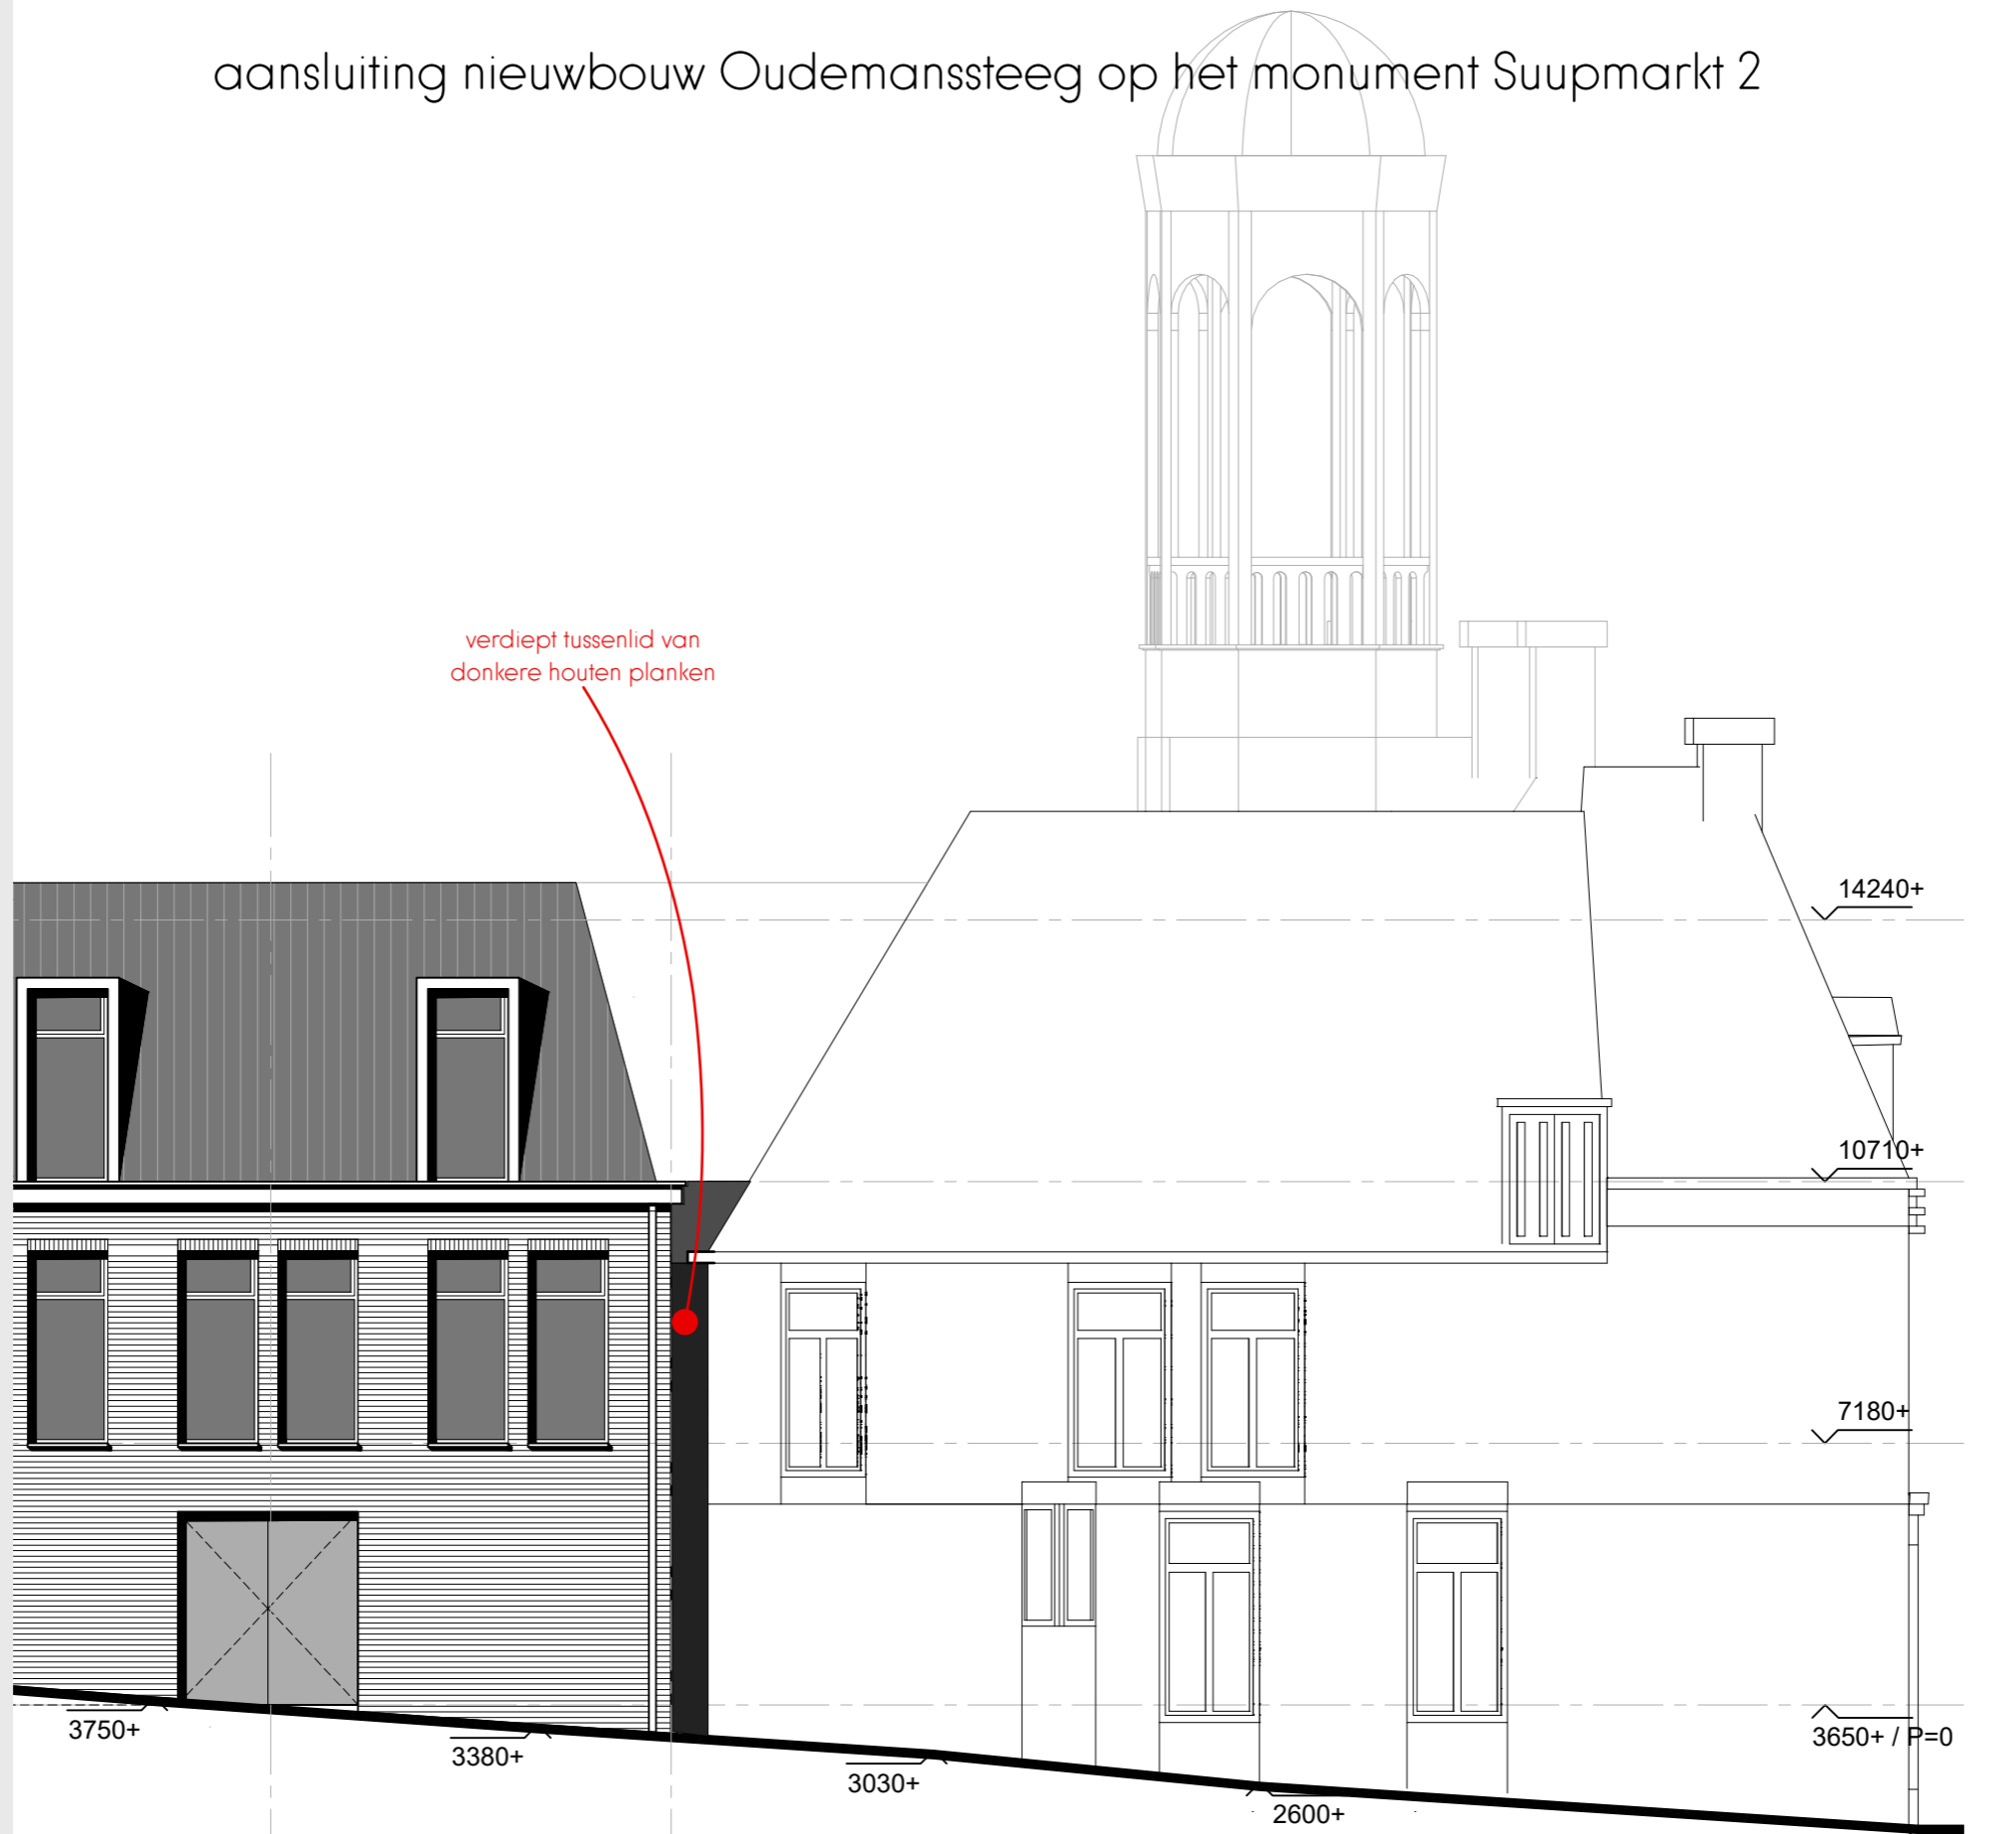 aansluiting nieuwbouw Oudemanssteeg op het monument Suupmarkt 2
verdiept tussenlid van
donkere houten planken
14240+
10710+
7180+
3650+ / P=0
3750+
3380+
3030+
2600+